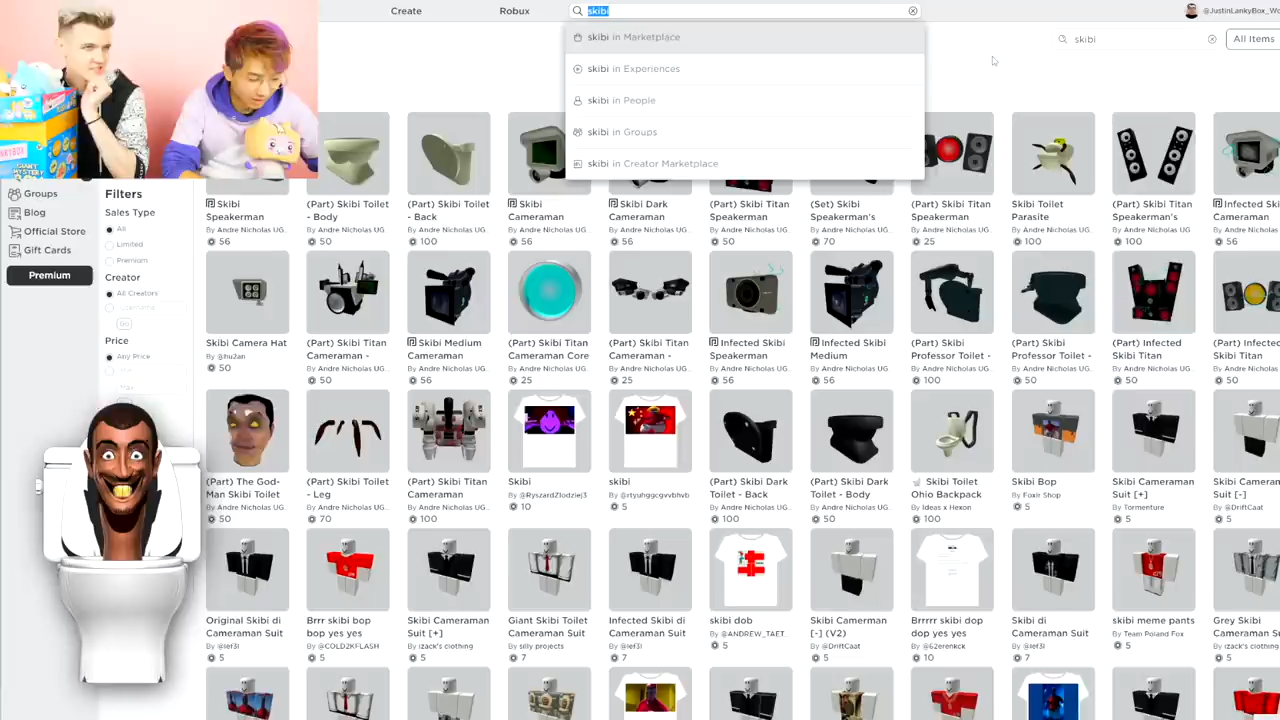 Create
Robux
skibi
@JustinLankyBox_Wo
skibi in Marketplace
skibi in Experiences
skibi in People
skibi in Groups
skibi in Creator Marketplace
skibi
All Items
Groups
Blog
Official Store
Gift Cards
Premium
Filters
Sales Type
All
Limited
Premium
Creator
All Creators
Username
Go
Price
Any Price
Skibi
Speakerman
By Andre Nicholas UG..
56
(Part) Skibi Toilet
- Body
By Andre Nicholas UG..
50
(Part) Skibi Toilet
- Back
By Andre Nicholas UG..
100
Skibi
Cameraman
By Andre Nicholas UG..
56
Skibi Dark
Cameraman
By Andre Nicholas UG..
56
(Part) Skibi Titan
Speakerman
By Andre Nicholas UG..
50
(Set) Skibi
Speakerman's
By Andre Nicholas UG..
70
(Part) Skibi Titan
Speakerman
By Andre Nicholas UG..
25
Skibi Toilet
Parasite
By Andre Nicholas UG..
100
(Part) Skibi Titan
Speakerman's
By Andre Nicholas UG..
100
Infected Sk
Cameraman
By Andre Nich
56
Skibi Camera Hat
By @hu2an
50
(Part) Skibi Titan
Cameraman -
By Andre Nicholas UG..
50
Skibi Medium
Cameraman
By Andre Nicholas UG..
56
(Part) Skibi Titan
Cameraman Core
By Andre Nicholas UG..
25
(Part) Skibi Titan
Cameraman -
By Andre Nicholas UG..
25
Infected Skibi
Speakerman
By Andre Nicholas UG..
56
Infected Skibi
Medium
By Andre Nicholas UG..
56
(Part) Skibi
Professor Toilet -
By Andre Nicholas UG..
100
(Part) Skibi
Professor Toilet -
By Andre Nicholas UG..
50
(Part) Infected
Skibi Titan
By Andre Nicholas UG..
50
(Part) Infec
Skibi Titan
By Andre Nich
50
(Part) The God-
Man Skibi Toilet
By Andre Nicholas UG..
50
(Part) Skibi Toilet
- Leg
By Andre Nicholas UG..
70
(Part) Skibi Titan
Cameraman
By Andre Nicholas UG..
100
Skibi
By @RyszardZlodziej3
10
skibi
By @rtyuhggcgvvbhvb
5
(Part) Skibi Dark
Toilet - Back
By Andre Nicholas UG..
100
(Part) Skibi Dark
Toilet - Body
By Andre Nicholas UG..
50
Skibi Toilet
Ohio Backpack
By Ideas x Hexon
100
Skibi Bop
By Foxir Shop
5
Skibi Cameraman
Suit [+]
By Tormenture
5
Skibi Came
Suit [-]
By @DriftCaat
5
Original Skibi di
Cameraman Suit
By @lef3l
5
Brrr skibi bop
bop yes yes
By @COLD2KFLASH
5
Skibi Cameraman
Suit [+]
By izack's clothing
5
Giant Skibi Toilet
Cameraman Suit
By silly projects
7
Infected Skibi di
Cameraman Suit
By @lef3l
7
skibi dob
By @ANDREW_TAET..
5
Skibi Camerman
[-] (V2)
By @DriftCaat
5
Brrrrr skibi dop
dop yes yes
By @62erenkck
10
Skibi di
Cameraman Suit
By @lef3l
7
skibi meme pants
By Team Poland Fox
5
Grey Skibi
Cameraman
By izack's clot
5